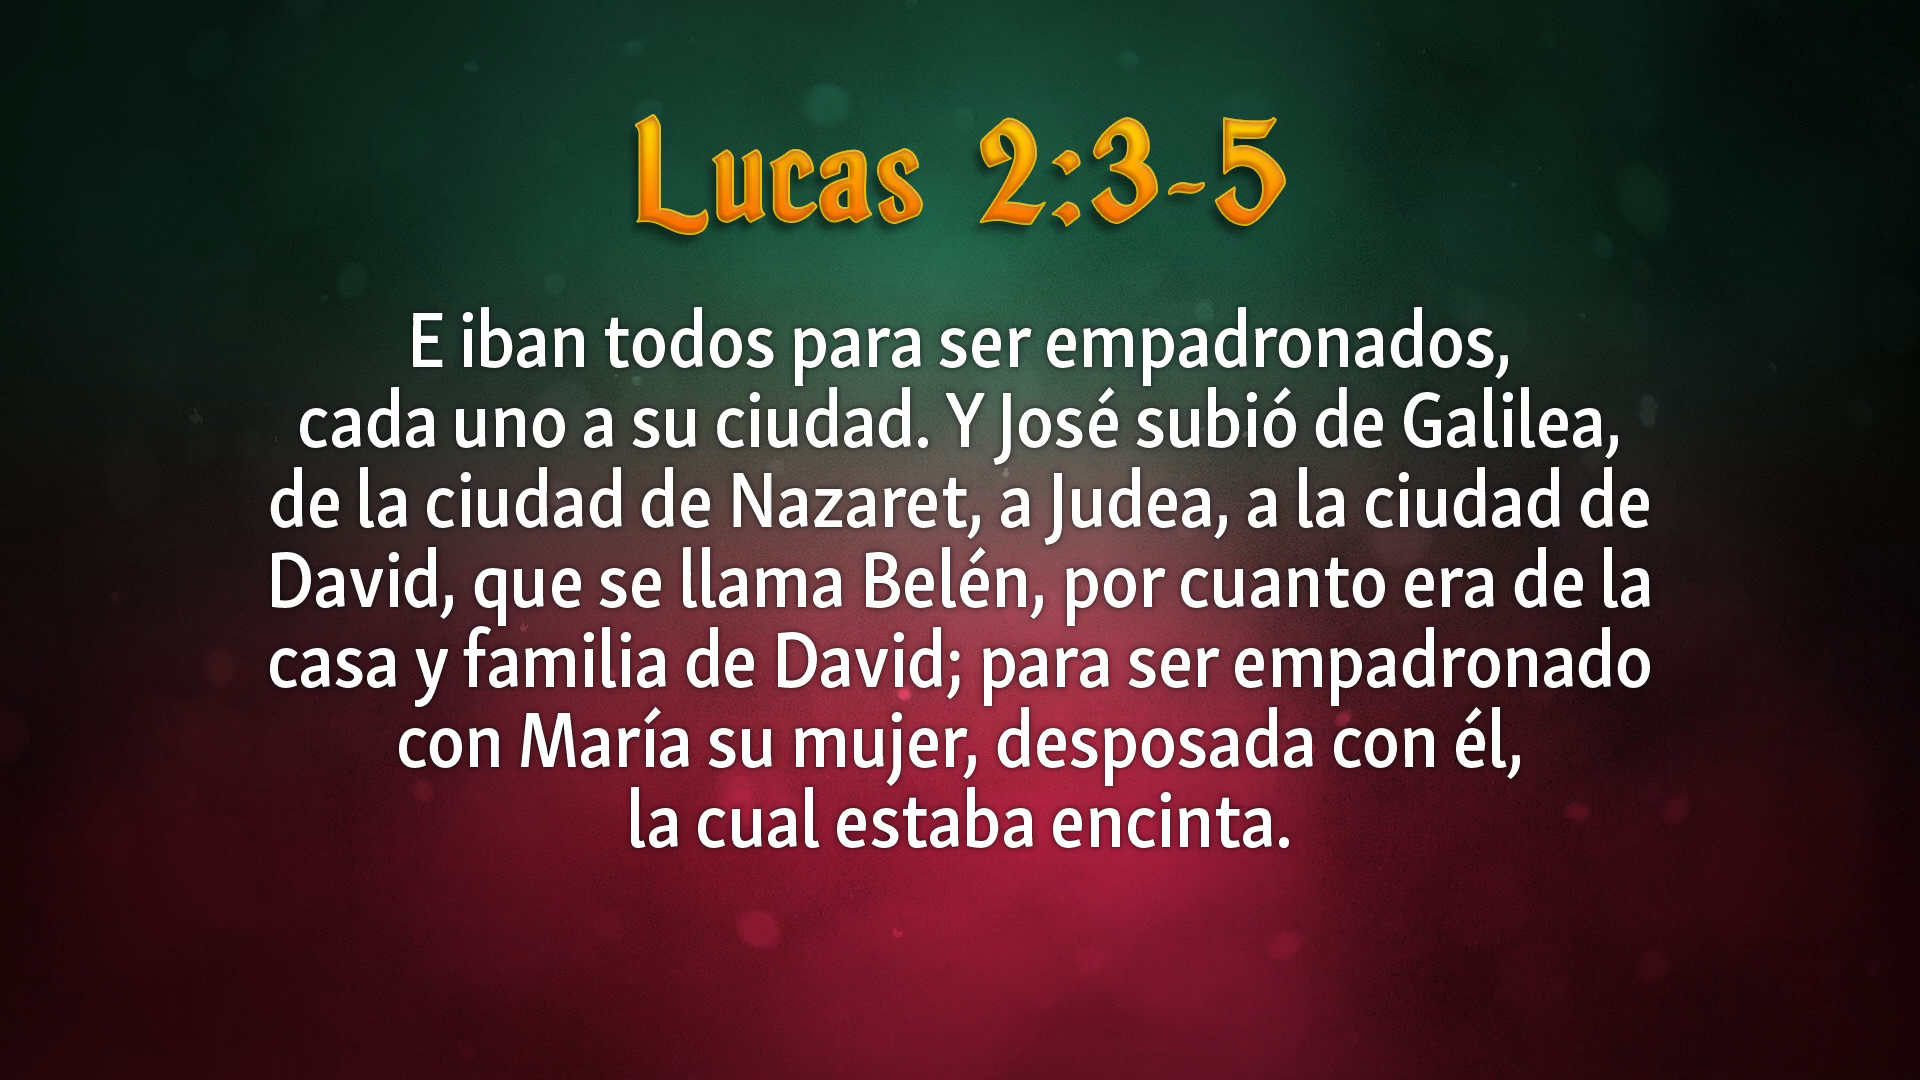 Lucas 2:3-5
E iban todos para ser empadronados,
cada uno a su ciudad. Y José subió de Galilea,
de la ciudad de Nazaret, a Judea, a la ciudad de
David, que se llama Belén, por cuanto era de la
casa y familia de David; para ser empadronado
con María su mujer, desposada con él,
la cual estaba encinta.